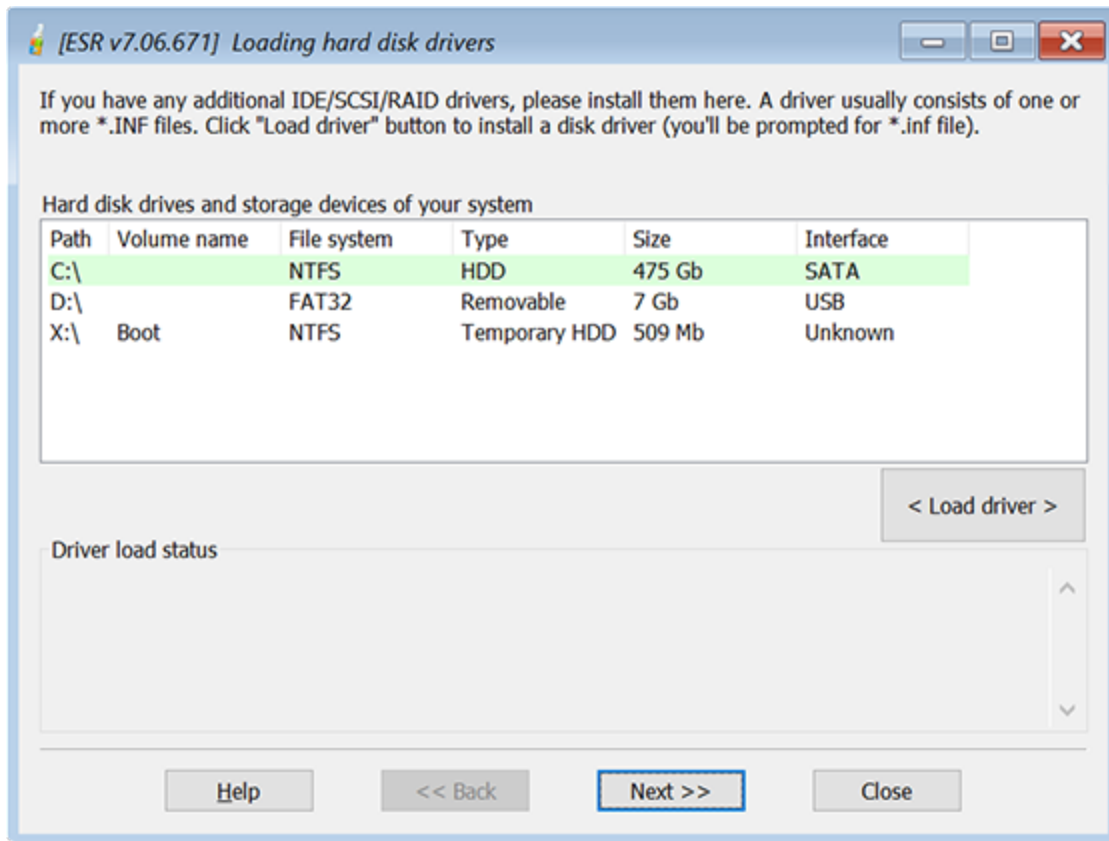 [ESR v7.06.671] Loading hard disk drivers
If you have any additional IDE/SCSI/RAID drivers, please install them here. A driver usually consists of one or
more *.INF files. Click "Load driver" button to install a disk driver (you'll be prompted for *.inf file).
Hard disk drives and storage devices of your system
Path Volume name File system Type Size Interface
C:\ NTFS HDD 475 Gb SATA
D:\ FAT32 Removable 7 Gb USB
X:\ Boot NTFS Temporary HDD 509 Mb Unknown
< Load driver >
Driver load status
Help << Back Next >> Close